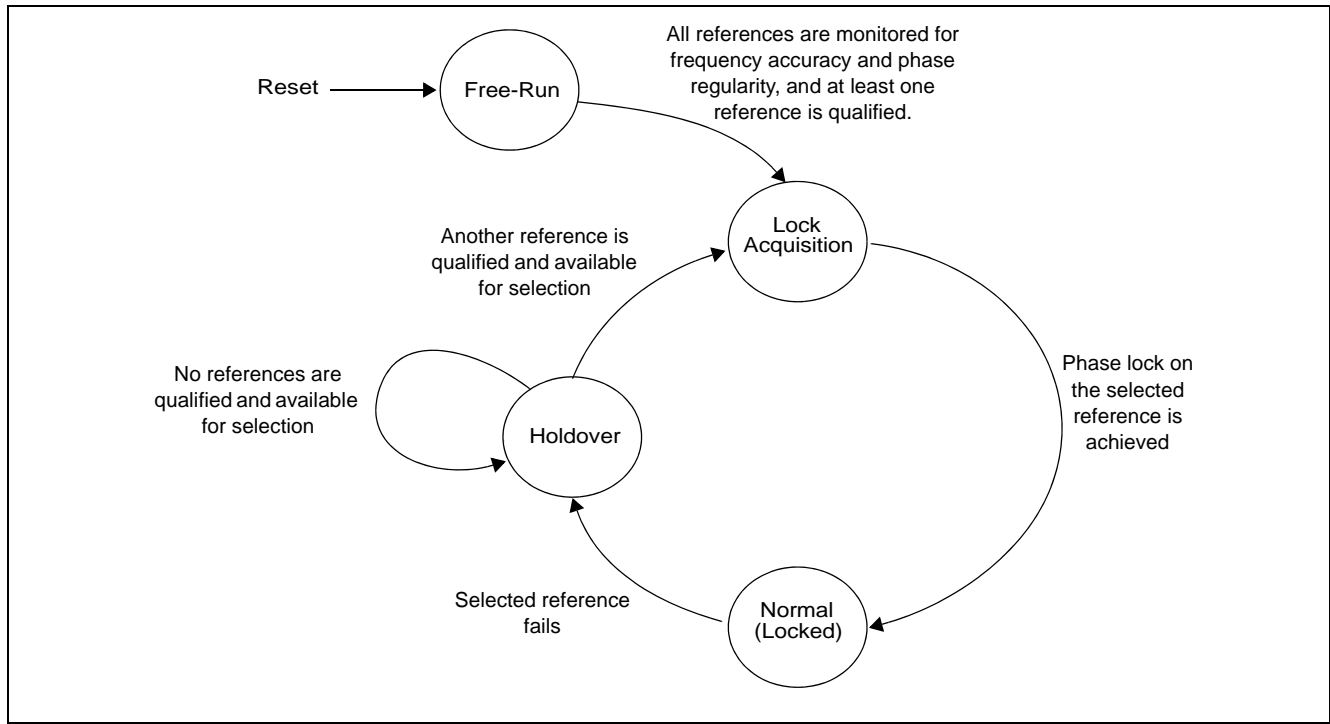 All references are monitored for
frequency accuracy and phase
regularity, and at least one
reference is qualified.
Reset
Free-Run
Lock
Acquisition
Another reference is
qualified and available
for selection
No references are
qualified and available
for selection
Holdover
Phase lock on
the selected
reference is
achieved
Selected reference
fails
Normal
(Locked)